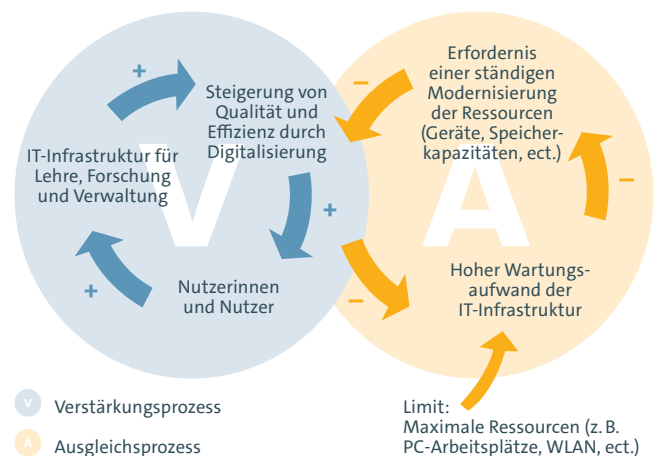 +
Steigerung von
Qualität und
Effizienz durch
Digitalisierung
IT-Infrastruktur für
Lehre, Forschung
und Verwaltung
V
+
Nutzerinnen
und Nutzer
+
–
Erfordernis
einer ständigen
Modernisierung
der Ressourcen
(Geräte, Speicher-
kapazitäten, ect.)
A
–
Hoher Wartungs-
aufwand der
IT-Infrastruktur
–
V Verstärkungsprozess
A Ausgleichsprozess
Limit:
Maximale Ressourcen (z. B.
PC-Arbeitsplätze, WLAN, ect.)